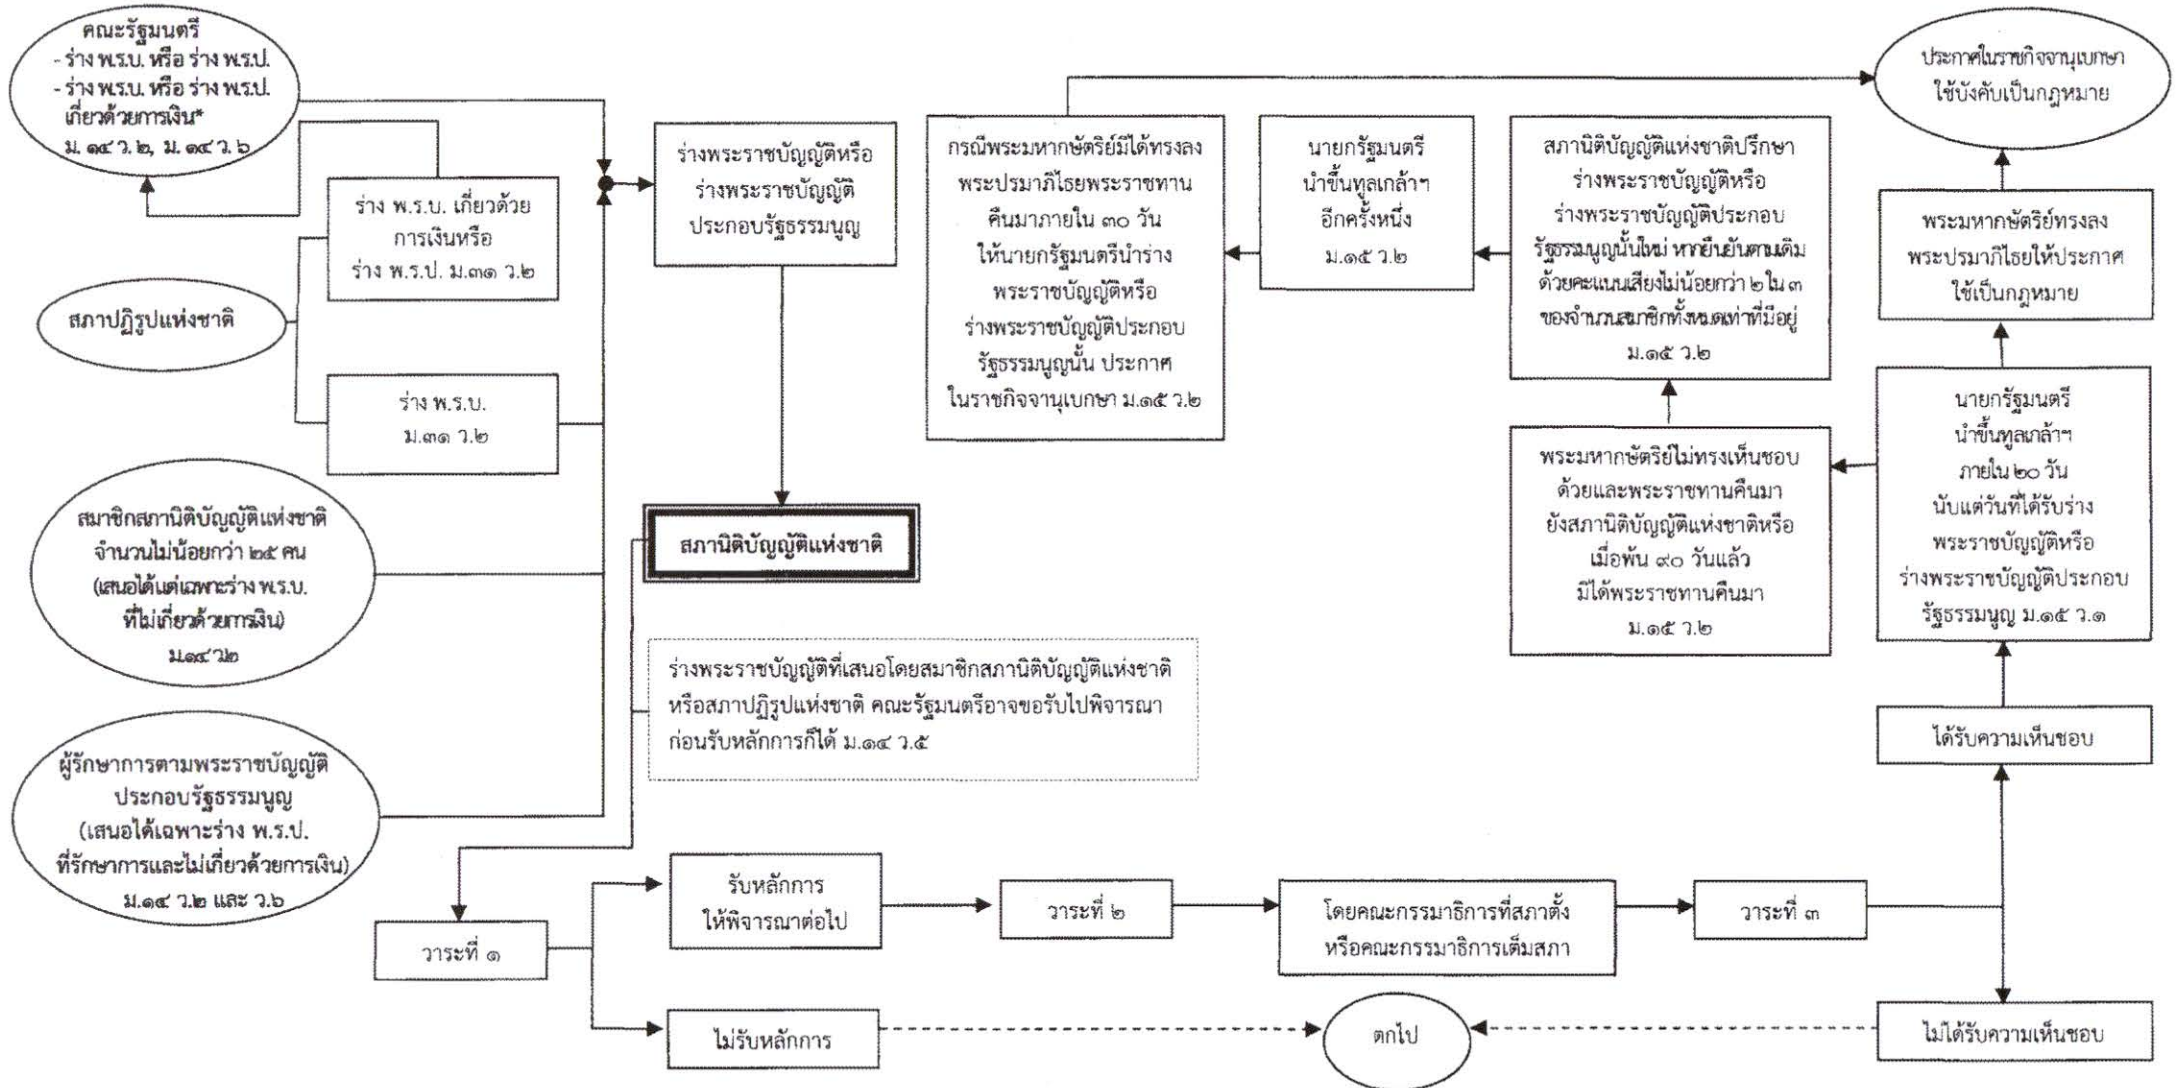 คณะรัฐมนตรี
- ร่าง พ.ร.บ. หรือ ร่าง พ.ร.ป.
- ร่าง พ.ร.บ. หรือ ร่าง พ.ร.ป.
เกี่ยวด้วยการเงิน*
ม. ๑๔ ว. ๒, ม. ๑๔ ว. ๖
ร่าง พ.ร.บ. เกี่ยวด้วย
การเงินหรือ
ร่าง พ.ร.ป. ม.๓๑ ว.๒
สภาปฏิรูปแห่งชาติ
ร่าง พ.ร.บ.
ม.๓๑ ว.๒
สมาชิกสภานิติบัญญัติแห่งชาติ
จำนวนไม่น้อยกว่า ๒๕ คน
(เสนอได้แต่เฉพาะร่าง พ.ร.บ.
ที่ไม่เกี่ยวด้วยการเงิน)
ม.๑๔ ว.๒
ผู้รักษาการตามพระราชบัญญัติ
ประกอบรัฐธรรมนูญ
(เสนอได้เฉพาะร่าง พ.ร.ป.
ที่รักษาการและไม่เกี่ยวด้วยการเงิน)
ม.๑๔ ว.๒ และ ว.๖
ร่างพระราชบัญญัติหรือ
ร่างพระราชบัญญัติ
ประกอบรัฐธรรมนูญ
สภานิติบัญญัติแห่งชาติ
ร่างพระราชบัญญัติที่เสนอโดยสมาชิกสภานิติบัญญัติแห่งชาติ
หรือสภาปฏิรูปแห่งชาติ คณะรัฐมนตรีอาจขอรับไปพิจารณา
ก่อนรับหลักการก็ได้ ม.๑๔ ว.๕
วาระที่ ๑
รับหลักการ
ให้พิจารณาต่อไป
ไม่รับหลักการ
วาระที่ ๒
โดยคณะกรรมาธิการที่สภาตั้ง
หรือคณะกรรมาธิการเต็มสภา
วาระที่ ๓
ตกไป
ไม่ได้รับความเห็นชอบ
ได้รับความเห็นชอบ
นายกรัฐมนตรี
นำขึ้นทูลเกล้าฯ
ภายใน ๒๐ วัน
นับแต่วันที่ได้รับร่าง
พระราชบัญญัติหรือ
ร่างพระราชบัญญัติประกอบ
รัฐธรรมนูญ ม.๑๕ ว.๑
พระมหากษัตริย์ทรงลง
พระปรมาภิไธยให้ประกาศ
ใช้เป็นกฎหมาย
ประกาศในราชกิจจานุเบกษา
ใช้บังคับเป็นกฎหมาย
พระมหากษัตริย์ไม่ทรงเห็นชอบ
ด้วยและพระราชทานคืนมา
ยังสภานิติบัญญัติแห่งชาติหรือ
เมื่อพ้น ๙๐ วันแล้ว
มิได้พระราชทานคืนมา
ม.๑๕ ว.๒
สภานิติบัญญัติแห่งชาติปรึกษา
ร่างพระราชบัญญัติหรือ
ร่างพระราชบัญญัติประกอบ
รัฐธรรมนูญนั้นใหม่ หากยืนยันตามเดิม
ด้วยคะแนนเสียงไม่น้อยกว่า ๒ ใน ๓
ของจำนวนสมาชิกทั้งหมดเท่าที่มีอยู่
ม.๑๕ ว.๒
นายกรัฐมนตรี
นำขึ้นทูลเกล้าฯ
อีกครั้งหนึ่ง
ม.๑๕ ว.๒
กรณีพระมหากษัตริย์มิได้ทรงลง
พระปรมาภิไธยพระราชทาน
คืนมาภายใน ๓๐ วัน
ให้นายกรัฐมนตรีนำร่าง
พระราชบัญญัติหรือ
ร่างพระราชบัญญัติประกอบ
รัฐธรรมนูญนั้น ประกาศ
ในราชกิจจานุเบกษา ม.๑๕ ว.๒